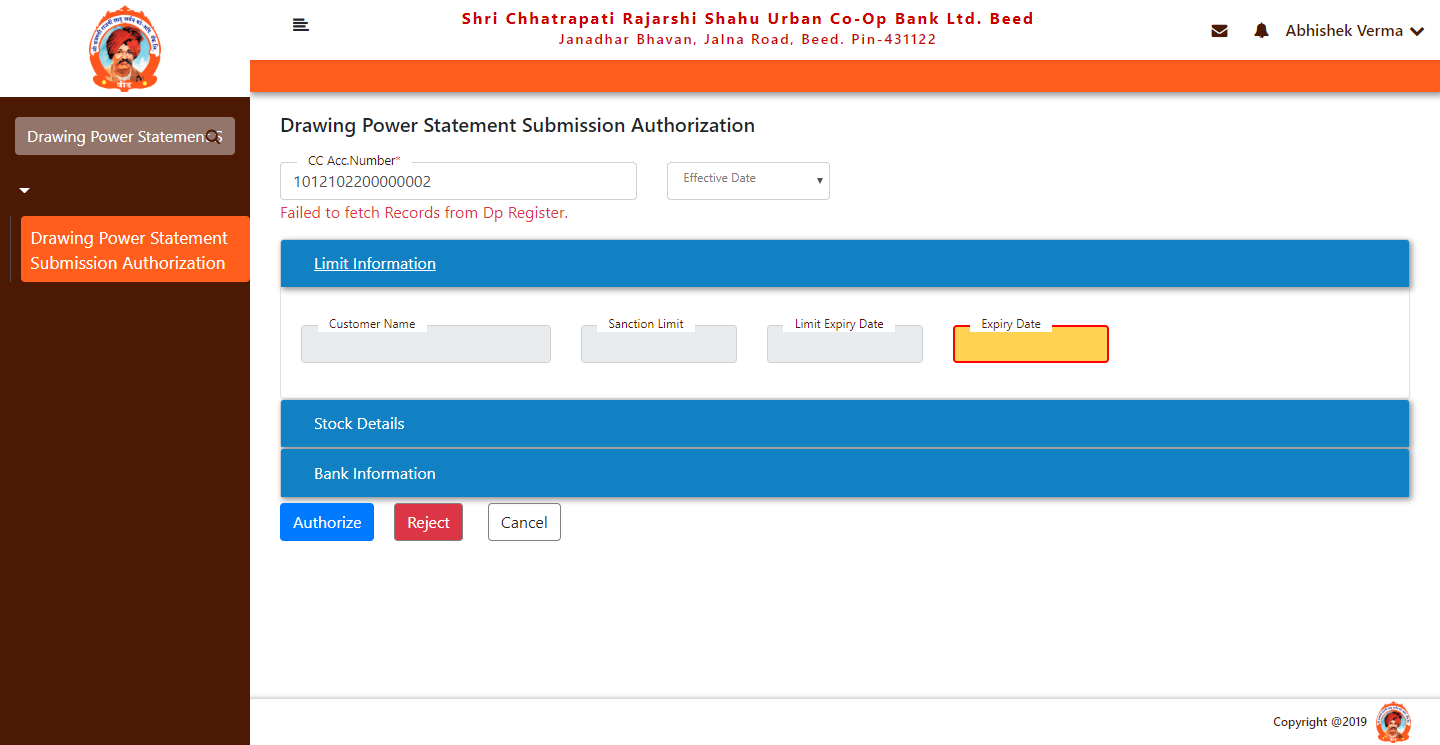 Shri Chhatrapati Rajarshi Shahu Urban Co-Op Bank Ltd. Beed
Janadhar Bhavan, Jalna Road, Beed. Pin-431122
Abhishek Verma
बीड
Drawing Power Statement S
Drawing Power Statement
Submission Authorization
Drawing Power Statement Submission Authorization
CC Acc.Number*
1012102200000002
Effective Date
Failed to fetch Records from Dp Register.
Limit Information
Customer Name
Sanction Limit
Limit Expiry Date
Expiry Date
Stock Details
Bank Information
Authorize
Reject
Cancel
Copyright @2019